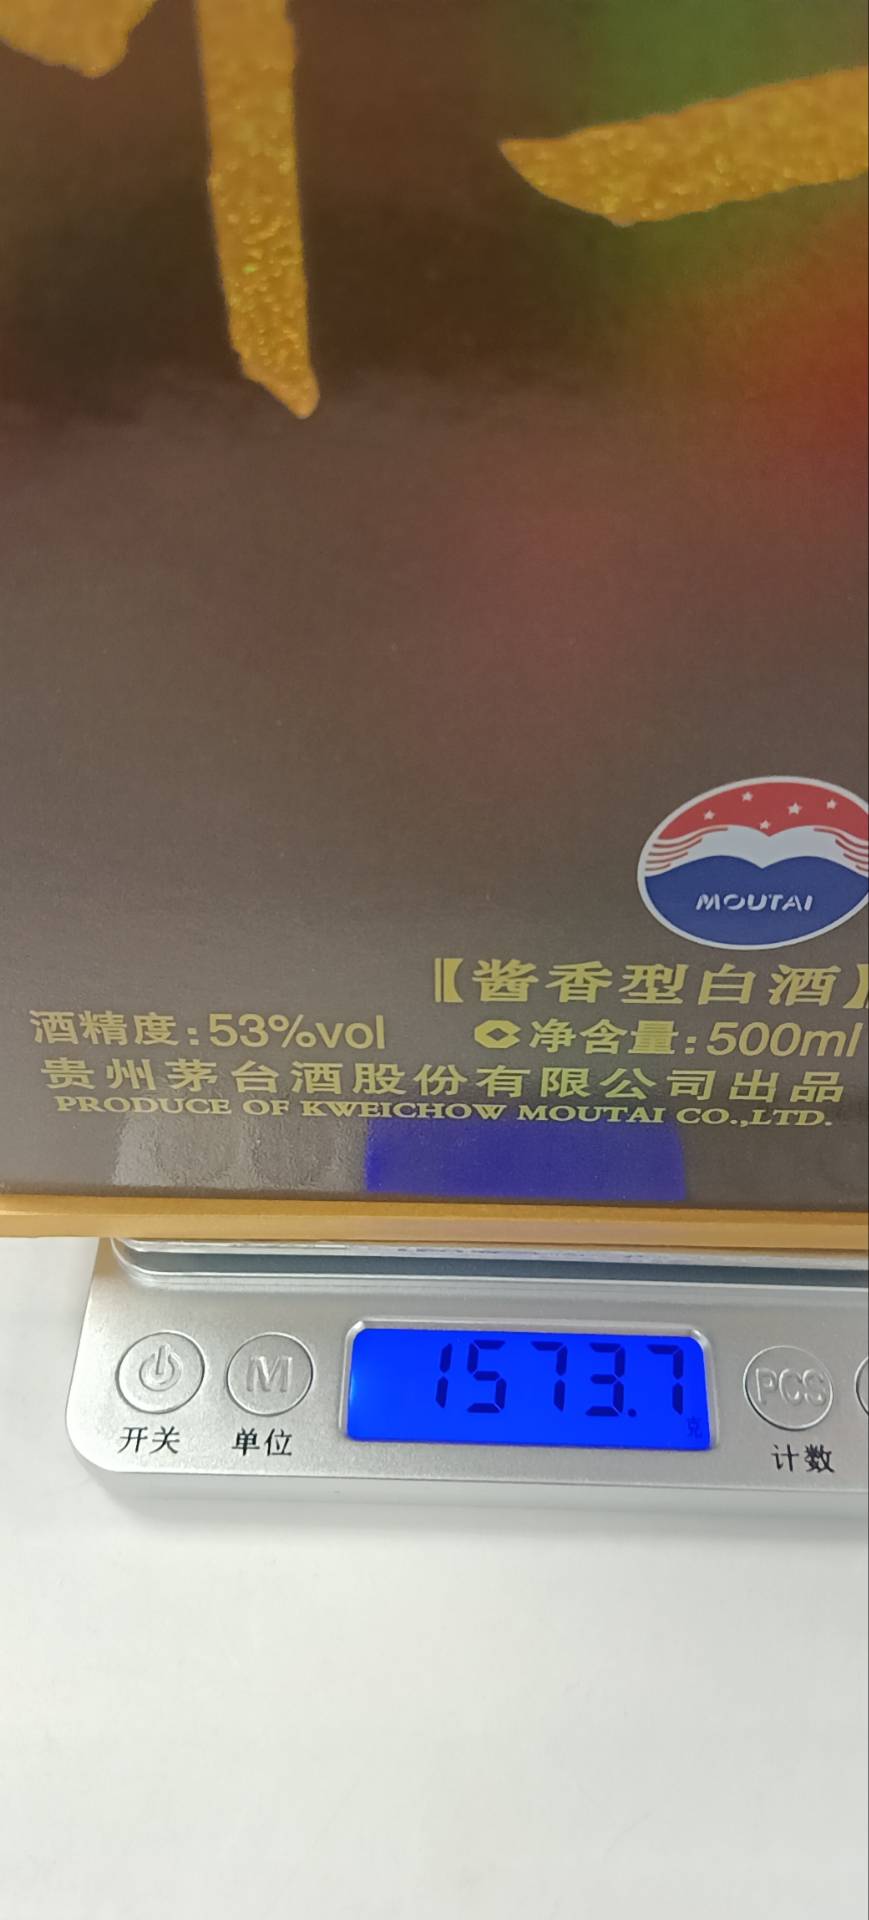 MOUTAI
【酱香型白酒】
酒精度:53%vol 净含量:500ml
贵州茅台酒股份有限公司出品
PRODUCE OF KWEICHOW MOUTAI CO.,LTD.
1573.7
克
M
PCS
开关
单位
计数